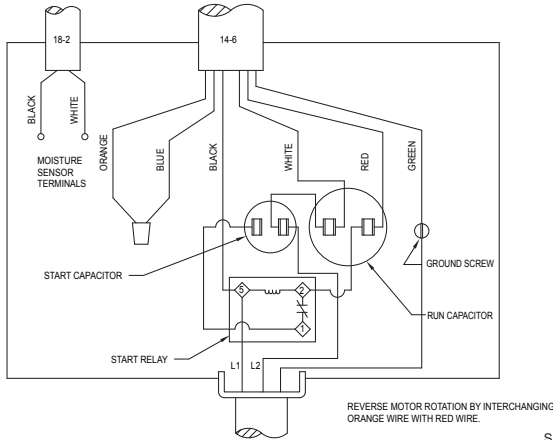 18-2
14-6
BLACK
WHITE
ORANGE
BLUE
BLACK
WHITE
RED
GREEN
MOISTURE
SENSOR
TERMINALS
START CAPACITOR
GROUND SCREW
5
2
1
RUN CAPACITOR
START RELAY
L1
L2
REVERSE MOTOR ROTATION BY INTERCHANGING
ORANGE WIRE WITH RED WIRE.
S